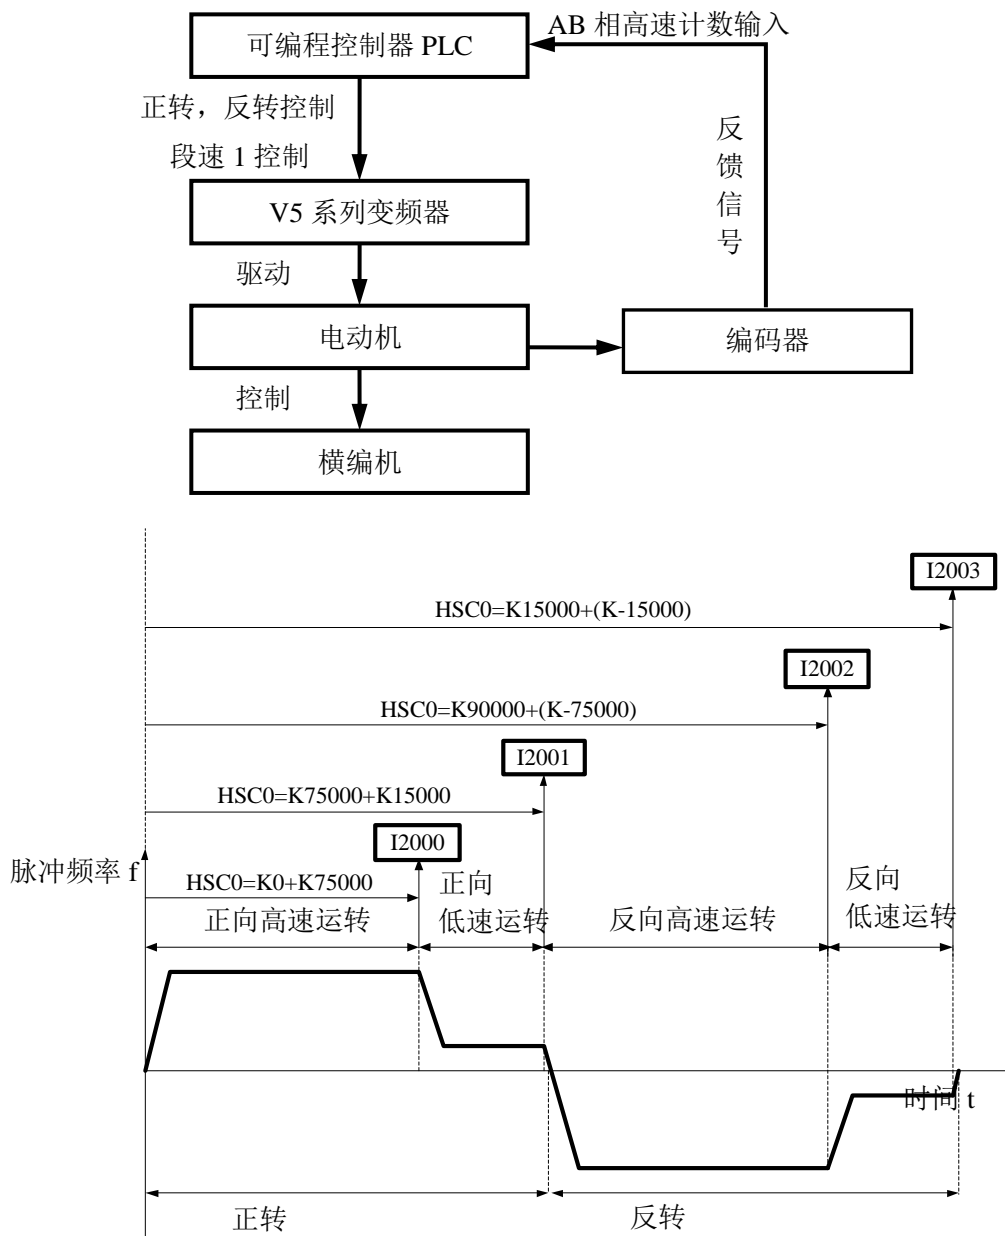 AB 相高速计数输入
可编程控制器 PLC
正转，反转控制
段速 1 控制
反馈信号
V5 系列变频器
驱动
电动机
编码器
控制
横编机
I2003
HSC0=K15000+(K-15000)
I2002
HSC0=K90000+(K-75000)
I2001
HSC0=K75000+K15000
I2000
脉冲频率 f
HSC0=K0+K75000
正向高速运转
正向
低速运转
反向高速运转
反向
低速运转
时间 t
正转
反转